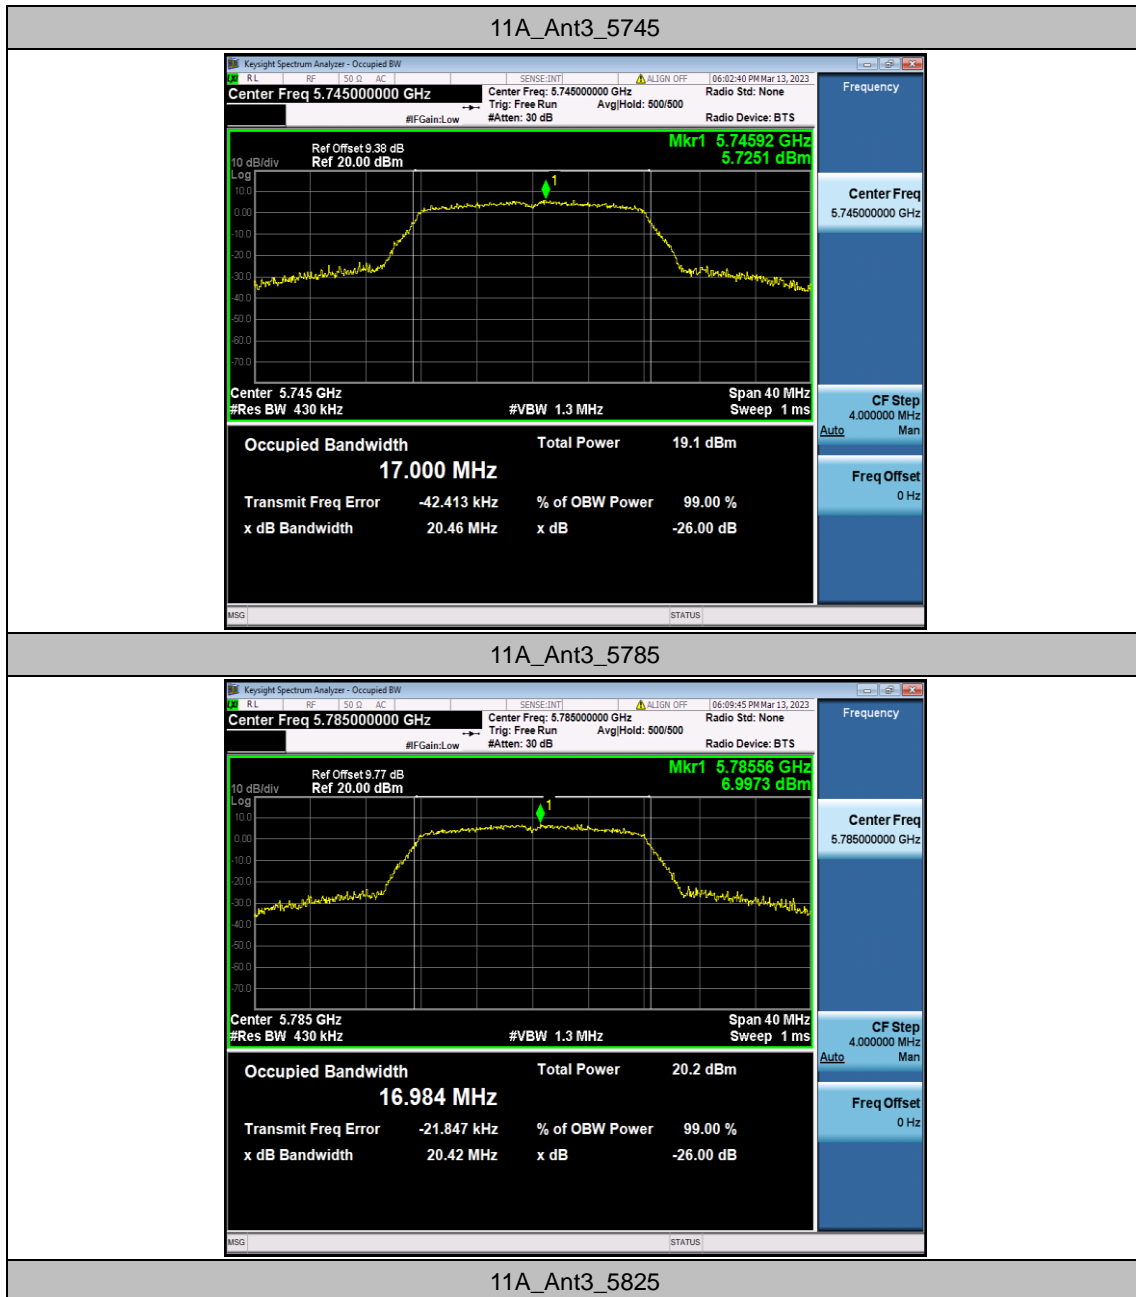 11A_Ant3_5745
Keysight Spectrum Analyzer - Occupied BW
RL RF 50 Ω AC SENSE:INT ALIGN OFF 06:02:40 PM Mar 13, 2023
Center Freq 5.745000000 GHz
Center Freq: 5.745000000 GHz Radio Std: None
Trig: Free Run Avg|Hold: 500/500
#IFGain:Low #Atten: 30 dB Radio Device: BTS
Frequency
Mkr1 5.74592 GHz
5.7251 dBm
Ref Offset 9.38 dB
10 dB/div Ref 20.00 dBm
Log
10.0
0.00
-10.0
-20.0
-30.0
-40.0
-50.0
-60.0
-70.0
1
Center 5.745 GHz Span 40 MHz
#Res BW 430 kHz #VBW 1.3 MHz Sweep 1 ms
Center Freq
5.745000000 GHz
CF Step
4.000000 MHz
Auto Man
Freq Offset
0 Hz
Occupied Bandwidth Total Power 19.1 dBm
17.000 MHz
Transmit Freq Error -42.413 kHz % of OBW Power 99.00 %
x dB Bandwidth 20.46 MHz x dB -26.00 dB
MSG STATUS
11A_Ant3_5785
Keysight Spectrum Analyzer - Occupied BW
RL RF 50 Ω AC SENSE:INT ALIGN OFF 06:09:45 PM Mar 13, 2023
Center Freq 5.785000000 GHz
Center Freq: 5.785000000 GHz Radio Std: None
Trig: Free Run Avg|Hold: 500/500
#IFGain:Low #Atten: 30 dB Radio Device: BTS
Frequency
Mkr1 5.78556 GHz
6.9973 dBm
Ref Offset 9.77 dB
10 dB/div Ref 20.00 dBm
Log
10.0
0.00
-10.0
-20.0
-30.0
-40.0
-50.0
-60.0
-70.0
1
Center 5.785 GHz Span 40 MHz
#Res BW 430 kHz #VBW 1.3 MHz Sweep 1 ms
Center Freq
5.785000000 GHz
CF Step
4.000000 MHz
Auto Man
Freq Offset
0 Hz
Occupied Bandwidth Total Power 20.2 dBm
16.984 MHz
Transmit Freq Error -21.847 kHz % of OBW Power 99.00 %
x dB Bandwidth 20.42 MHz x dB -26.00 dB
MSG STATUS
11A_Ant3_5825